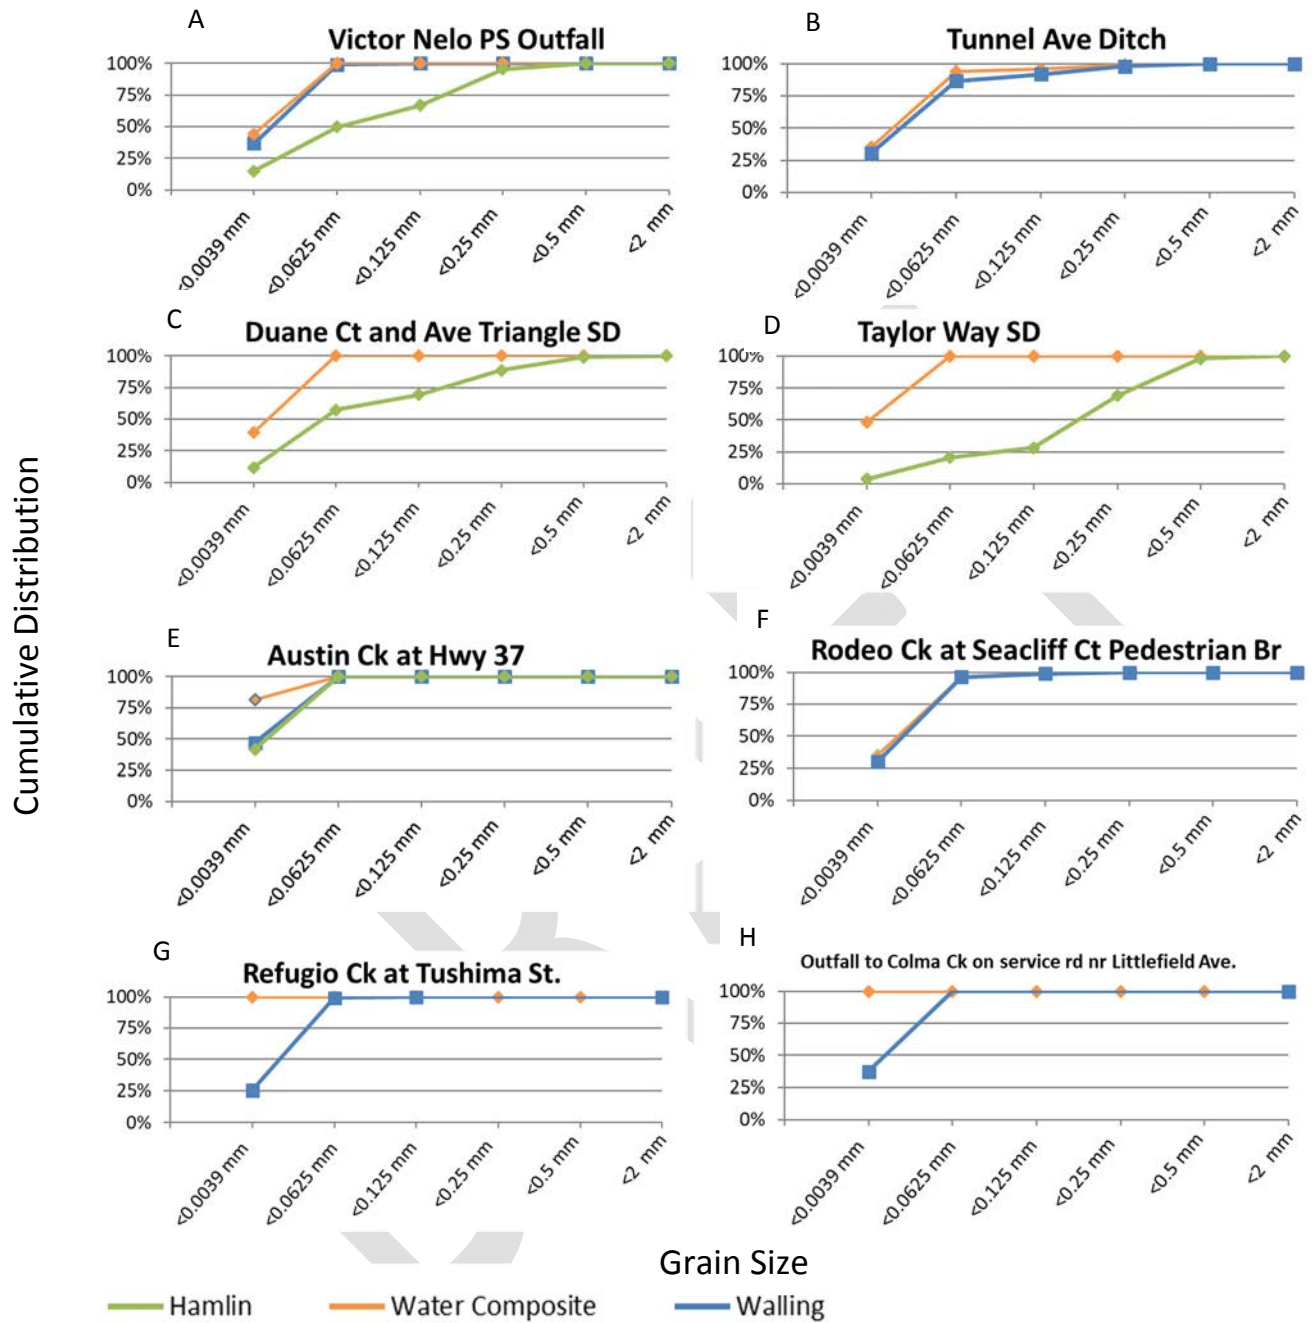 A
Victor Nelo PS Outfall
100%
75%
50%
25%
0%
<0.0039 mm
<0.0625 mm
<0.125 mm
<0.25 mm
<0.5 mm
<2 mm
B
Tunnel Ave Ditch
100%
75%
50%
25%
0%
<0.0039 mm
<0.0625 mm
<0.125 mm
<0.25 mm
<0.5 mm
<2 mm
C
Duane Ct and Ave Triangle SD
100%
75%
50%
25%
0%
<0.0039 mm
<0.0625 mm
<0.125 mm
<0.25 mm
<0.5 mm
<2 mm
D
Taylor Way SD
100%
75%
50%
25%
0%
<0.0039 mm
<0.0625 mm
<0.125 mm
<0.25 mm
<0.5 mm
<2 mm
Cumulative Distribution
E
Austin Ck at Hwy 37
100%
75%
50%
25%
0%
<0.0039 mm
<0.0625 mm
<0.125 mm
<0.25 mm
<0.5 mm
<2 mm
F
Rodeo Ck at Seacliff Ct Pedestrian Br
100%
75%
50%
25%
0%
<0.0039 mm
<0.0625 mm
<0.125 mm
<0.25 mm
<0.5 mm
<2 mm
G
Refugio Ck at Tushima St.
100%
75%
50%
25%
0%
<0.0039 mm
<0.0625 mm
<0.125 mm
<0.25 mm
<0.5 mm
<2 mm
H
Outfall to Colma Ck on service rd nr Littlefield Ave.
100%
75%
50%
25%
0%
<0.0039 mm
<0.0625 mm
<0.125 mm
<0.25 mm
<0.5 mm
<2 mm
Grain Size
Hamlin
Water Composite
Walling